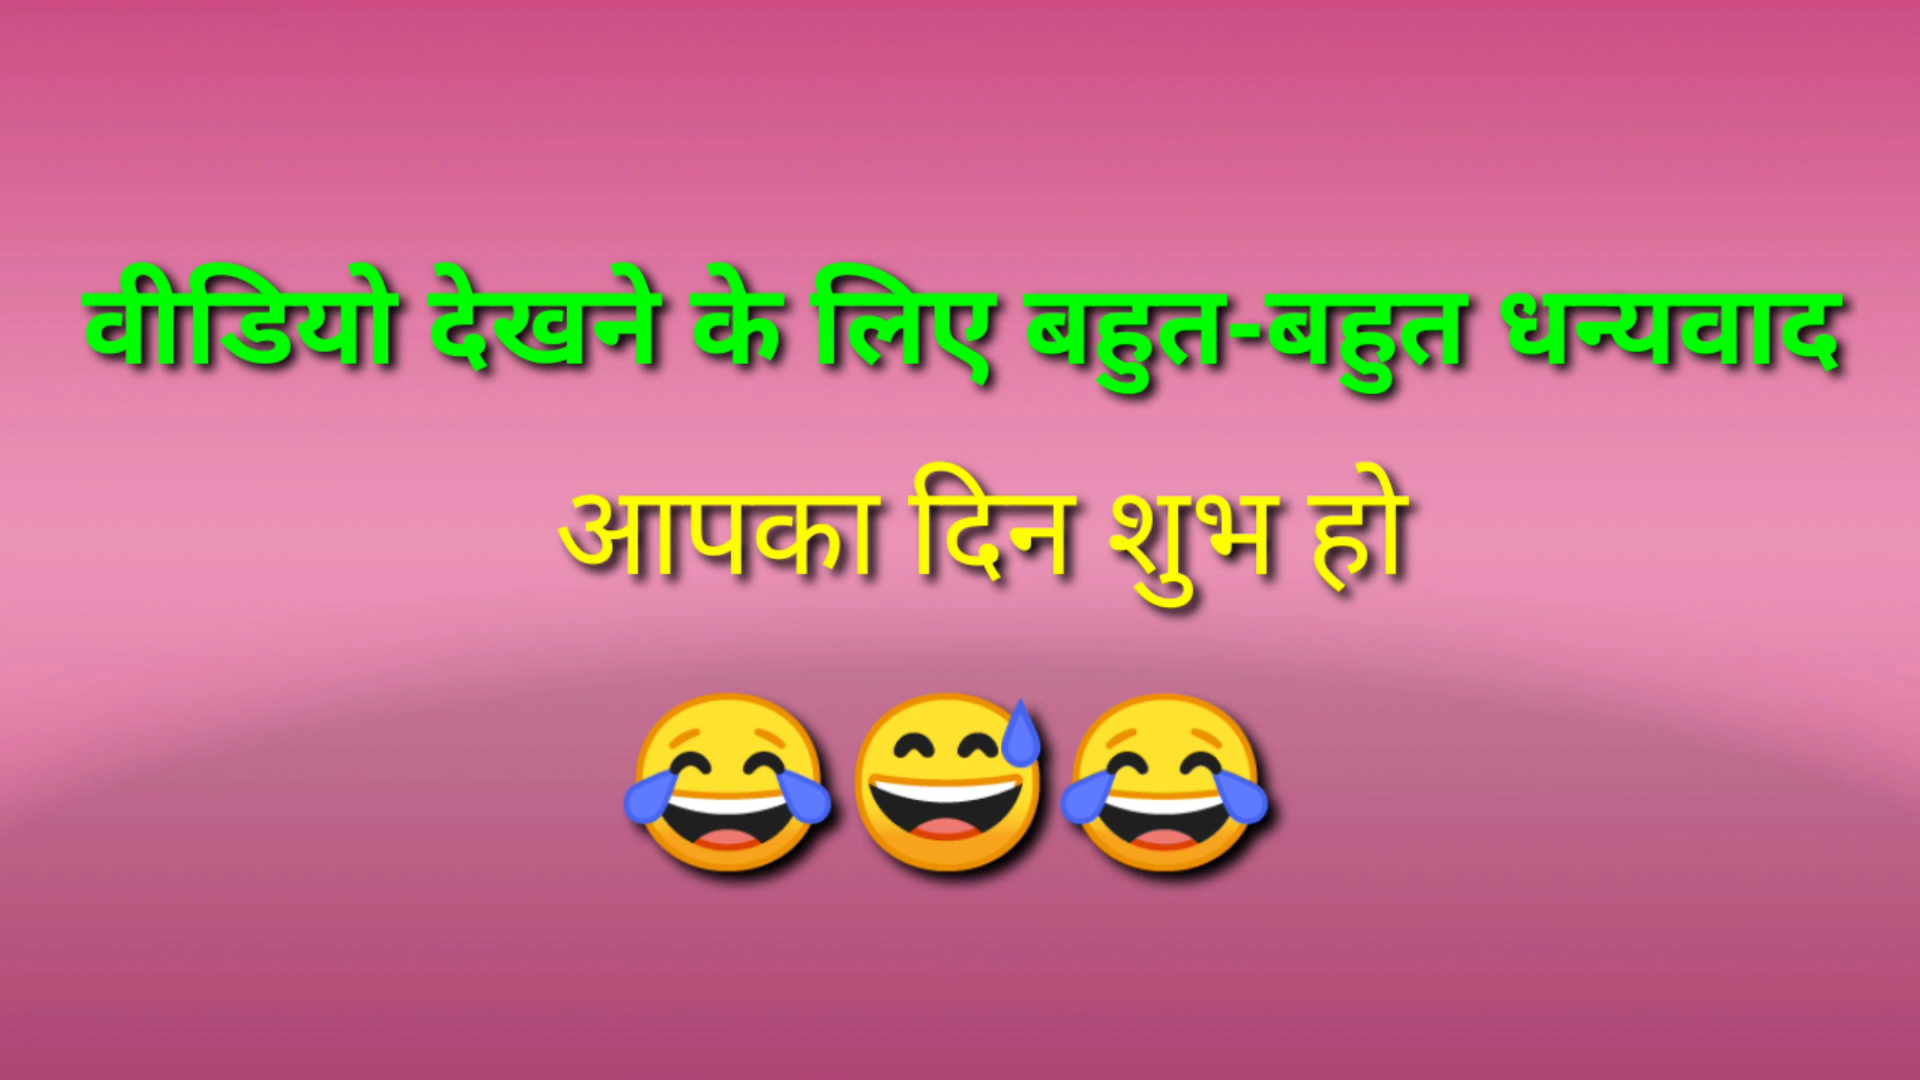 वीडियो देखने के लिए बहुत-बहुत धन्यवाद
आपका दिन शुभ हो
😂😅😂